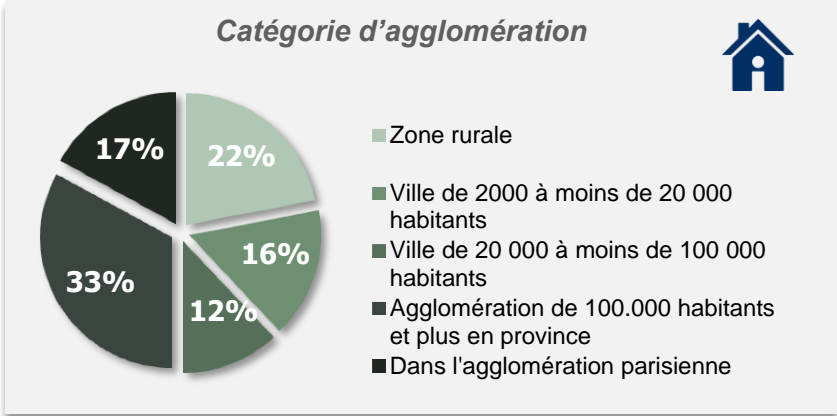 Catégorie d'agglomération
17%
22%
16%
12%
33%
Zone rurale
Ville de 2000 à moins de 20 000
habitants
Ville de 20 000 à moins de 100 000
habitants
Agglomération de 100.000 habitants
et plus en province
Dans l'agglomération parisienne